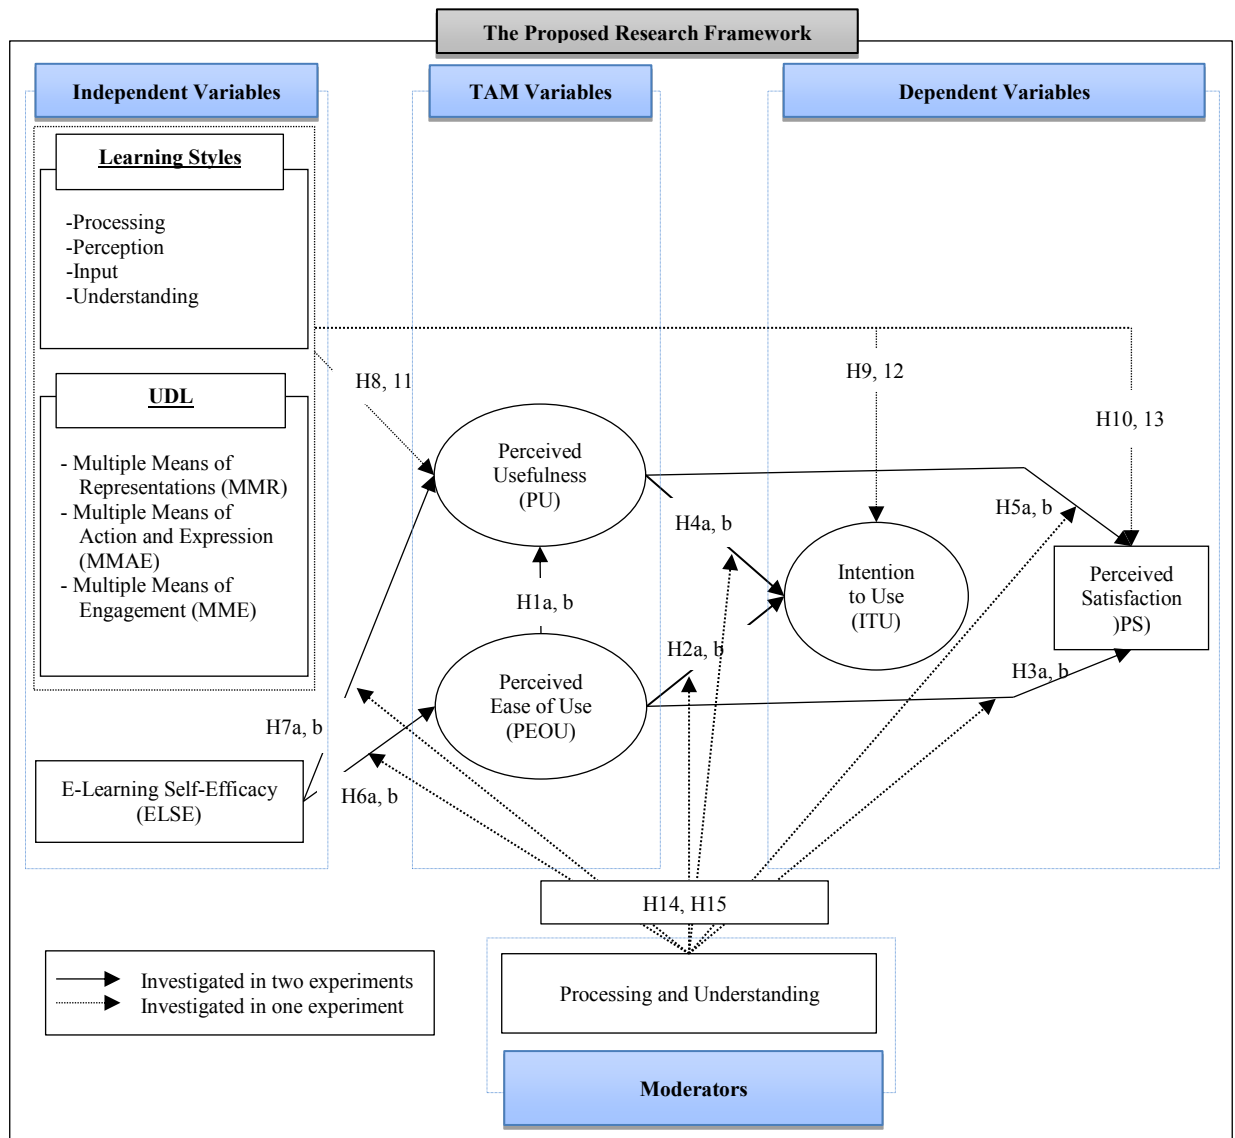 The Proposed Research Framework
Independent Variables
TAM Variables
Dependent Variables
Learning Styles
-Processing
-Perception
-Input
-Understanding
UDL
- Multiple Means of
Representations (MMR)
- Multiple Means of
Action and Expression
(MMAE)
- Multiple Means of
Engagement (MME)
E-Learning Self-Efficacy
(ELSE)
H8, 11
H9, 12
H10, 13
Perceived
Usefulness
(PU)
H4a, b
H5a, b
H1a, b
Intention
to Use
(ITU)
Perceived
Satisfaction
)PS)
H2a, b
H3a, b
Perceived
Ease of Use
(PEOU)
H7a, b
H6a, b
H14, H15
Investigated in two experiments
Investigated in one experiment
Processing and Understanding
Moderators